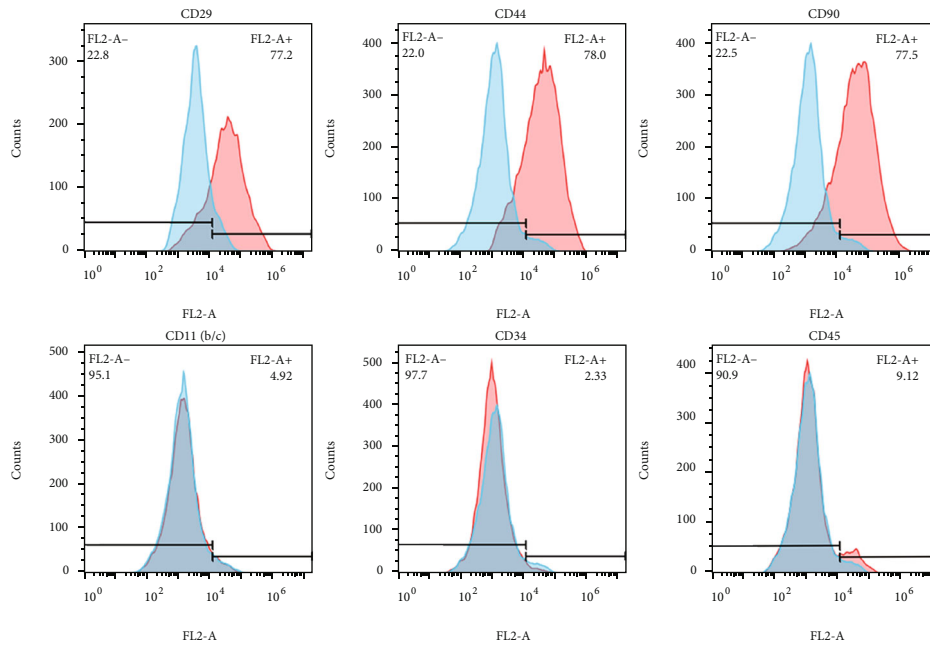 CD29
FL2-A−
22.8
FL2-A+
77.2
300
200
100
0
Counts
10^0
10^2
10^4
10^6
FL2-A
CD44
FL2-A−
22.0
FL2-A+
78.0
400
300
200
100
0
Counts
10^0
10^2
10^4
10^6
FL2-A
CD90
FL2-A−
22.5
FL2-A+
77.5
400
300
200
100
0
Counts
10^0
10^2
10^4
10^6
FL2-A
CD11 (b/c)
FL2-A−
95.1
FL2-A+
4.92
500
400
300
200
100
0
Counts
10^0
10^2
10^4
10^6
FL2-A
CD34
FL2-A−
97.7
FL2-A+
2.33
500
400
300
200
100
0
Counts
10^0
10^2
10^4
10^6
FL2-A
CD45
FL2-A−
90.9
FL2-A+
9.12
400
300
200
100
0
Counts
10^0
10^2
10^4
10^6
FL2-A